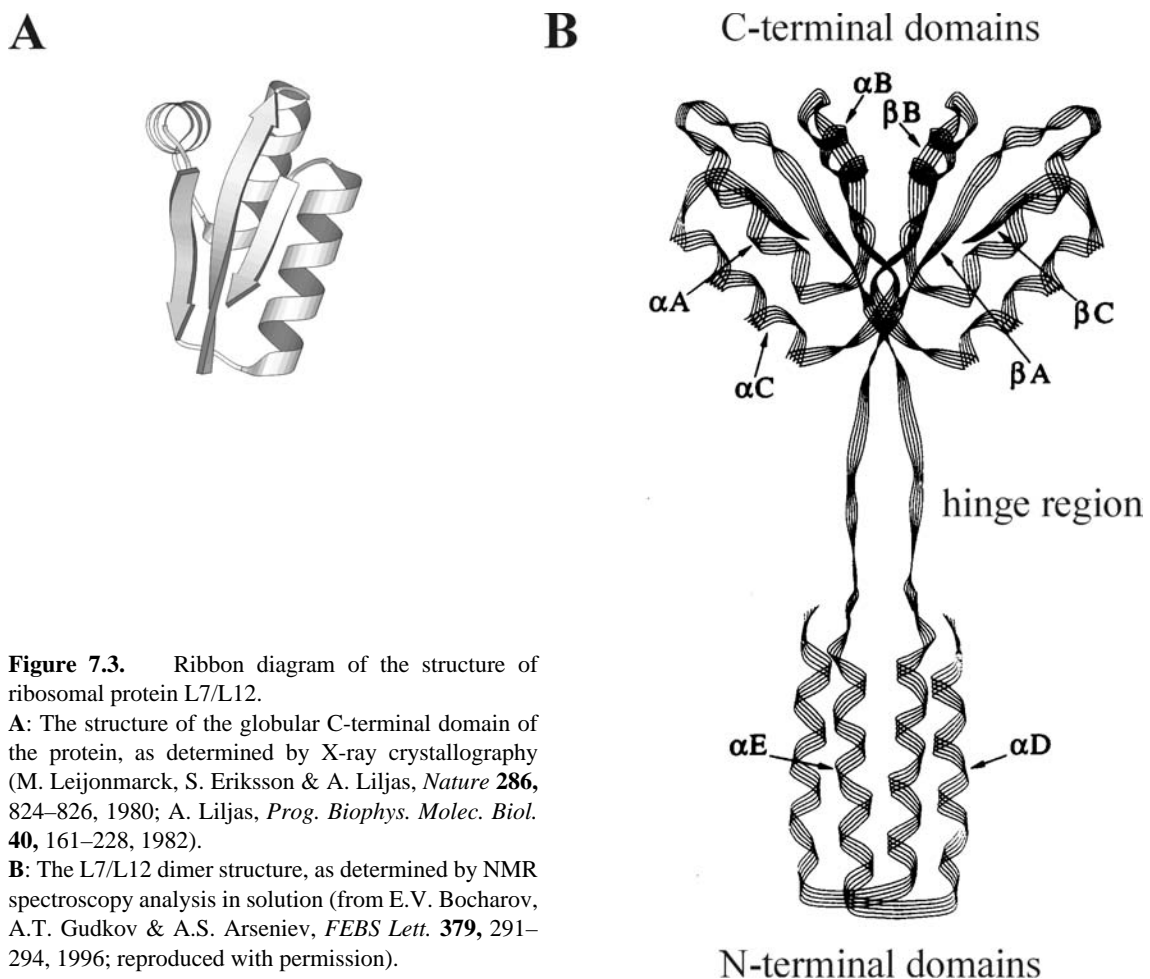 A
B
C-terminal domains
αB
βB
αA
αC
βC
βA
hinge region
αE
αD
N-terminal domains
Figure 7.3. Ribbon diagram of the structure of
ribosomal protein L7/L12.
A: The structure of the globular C-terminal domain of
the protein, as determined by X-ray crystallography
(M. Leijonmarck, S. Eriksson & A. Liljas, Nature 286,
824–826, 1980; A. Liljas, Prog. Biophys. Molec. Biol.
40, 161–228, 1982).
B: The L7/L12 dimer structure, as determined by NMR
spectroscopy analysis in solution (from E.V. Bocharov,
A.T. Gudkov & A.S. Arseniev, FEBS Lett. 379, 291–
294, 1996; reproduced with permission).